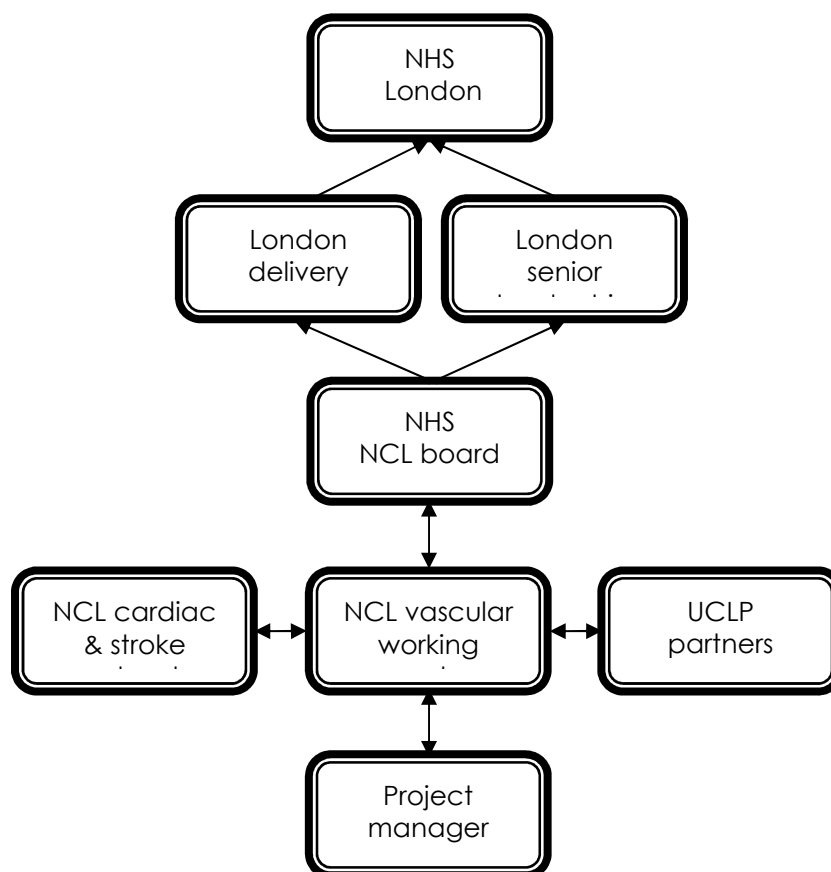 NHS
London
London
delivery
London
senior
NHS
NCL board
NCL cardiac
& stroke
NCL vascular
working
UCLP
partners
Project
manager